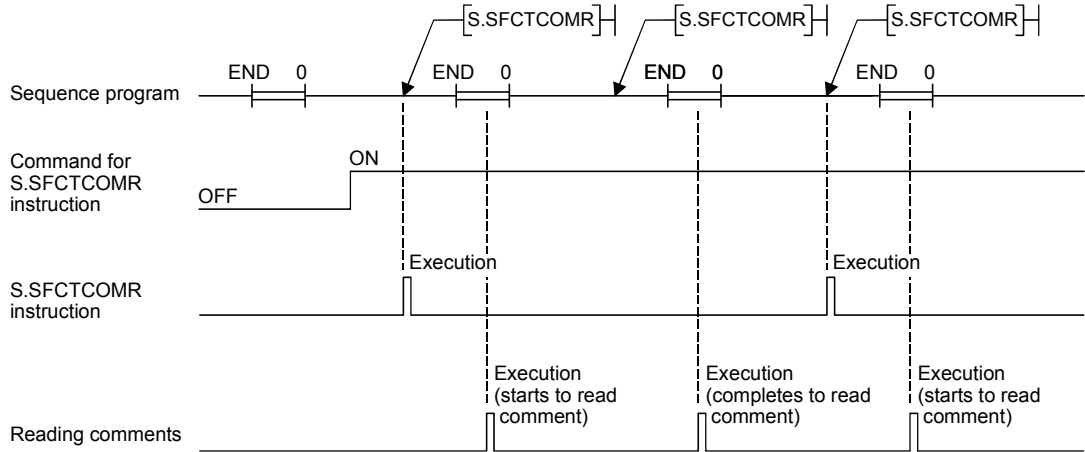 S.SFCTCOMR S.SFCTCOMR S.SFCTCOMR
END 0 END 0 END 0 END 0
Sequence program
Command for
S.SFCTCOMR
instruction
ON
OFF
Execution Execution
S.SFCTCOMR
instruction
Execution
(starts to read
comment)
Execution
(completes to read
comment)
Execution
(starts to read
comment)
Reading comments